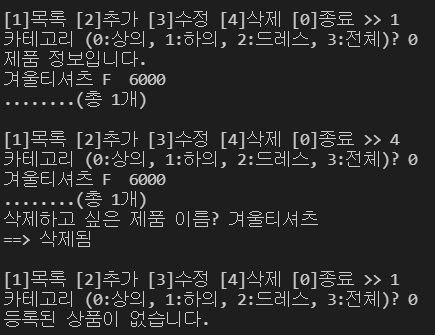 [1]목록 [2]추가 [3]수정 [4]삭제 [0]종료 >> 1
카테고리 (0:상의, 1:하의, 2:드레스, 3:전체)? 0
제품 정보입니다.
겨울티셔츠 F  6000
........(총 1개)
[1]목록 [2]추가 [3]수정 [4]삭제 [0]종료 >> 4
카테고리 (0:상의, 1:하의, 2:드레스, 3:전체)? 0
겨울티셔츠 F  6000
........(총 1개)
삭제하고 싶은 제품 이름? 겨울티셔츠
==> 삭제됨
[1]목록 [2]추가 [3]수정 [4]삭제 [0]종료 >> 1
카테고리 (0:상의, 1:하의, 2:드레스, 3:전체)? 0
등록된 상품이 없습니다.